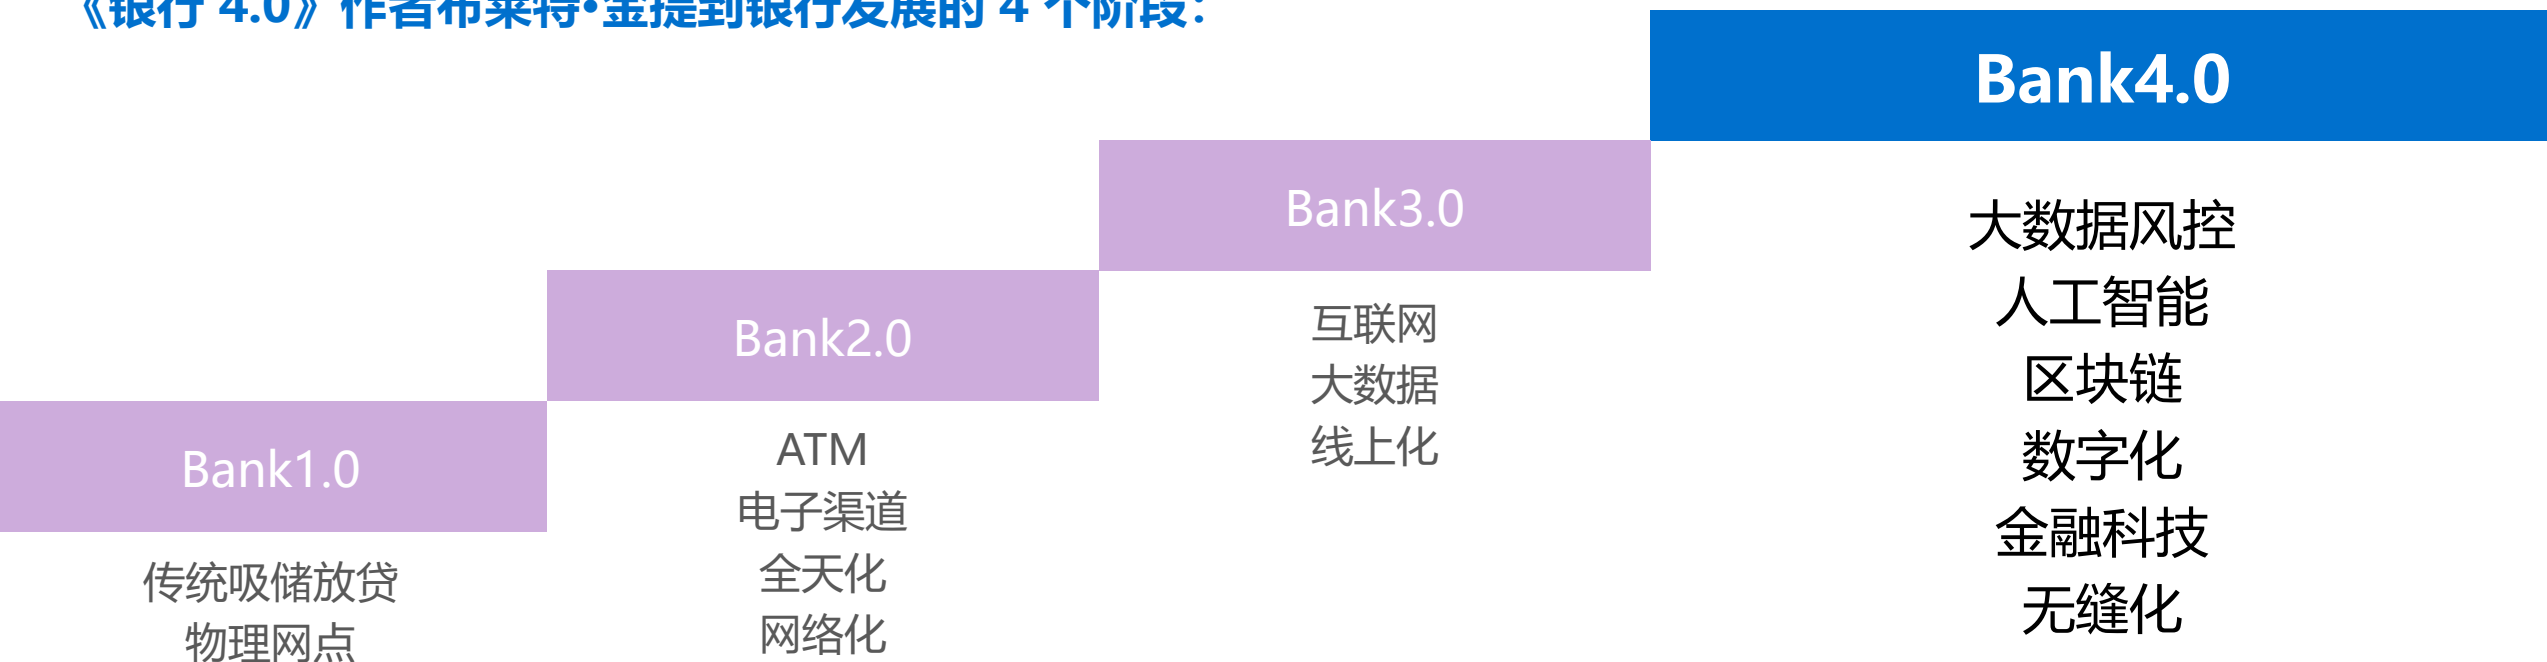 《银行 4.0》作者布莱特•金提到银行发展的 4 个阶段：
Bank1.0
传统吸储放贷
物理网点
Bank2.0
ATM
电子渠道
全天化
网络化
Bank3.0
互联网
大数据
线上化
Bank4.0
大数据风控
人工智能
区块链
数字化
金融科技
无缝化